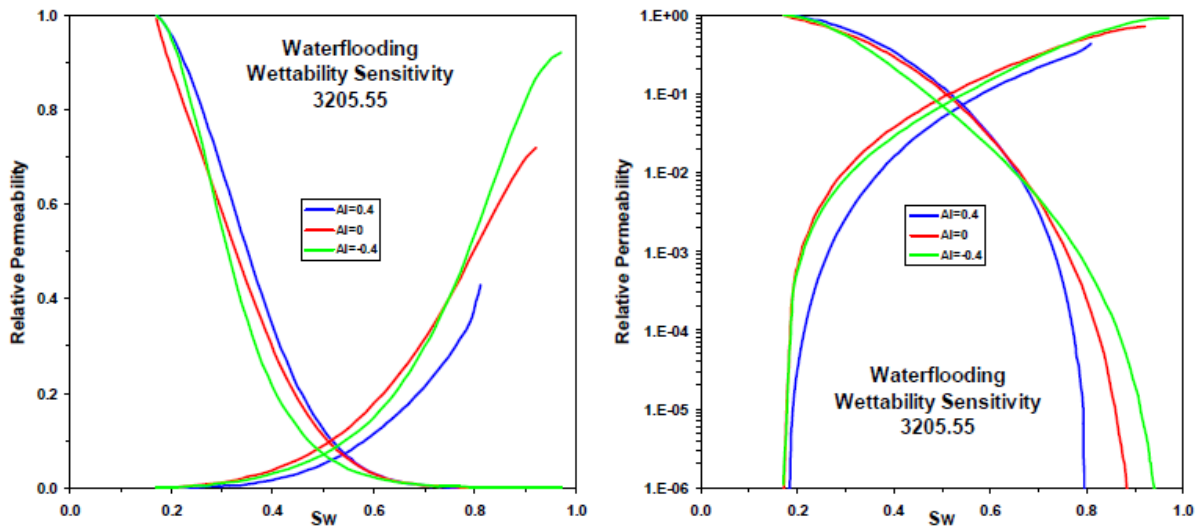 1.0
0.8
0.6
0.4
0.2
0.0
Relative Permeability
Waterflooding
Wettability Sensitivity
3205.55
AI=0.4
AI=0
AI=-0.4
0.0 0.2 0.4 0.6 0.8 1.0
Sw
1.E+00
1.E-01
1.E-02
1.E-03
1.E-04
1.E-05
1.E-06
Relative Permeability
AI=0.4
AI=0
AI=-0.4
Waterflooding
Wettability Sensitivity
3205.55
0.0 0.2 0.4 0.6 0.8 1.0
Sw